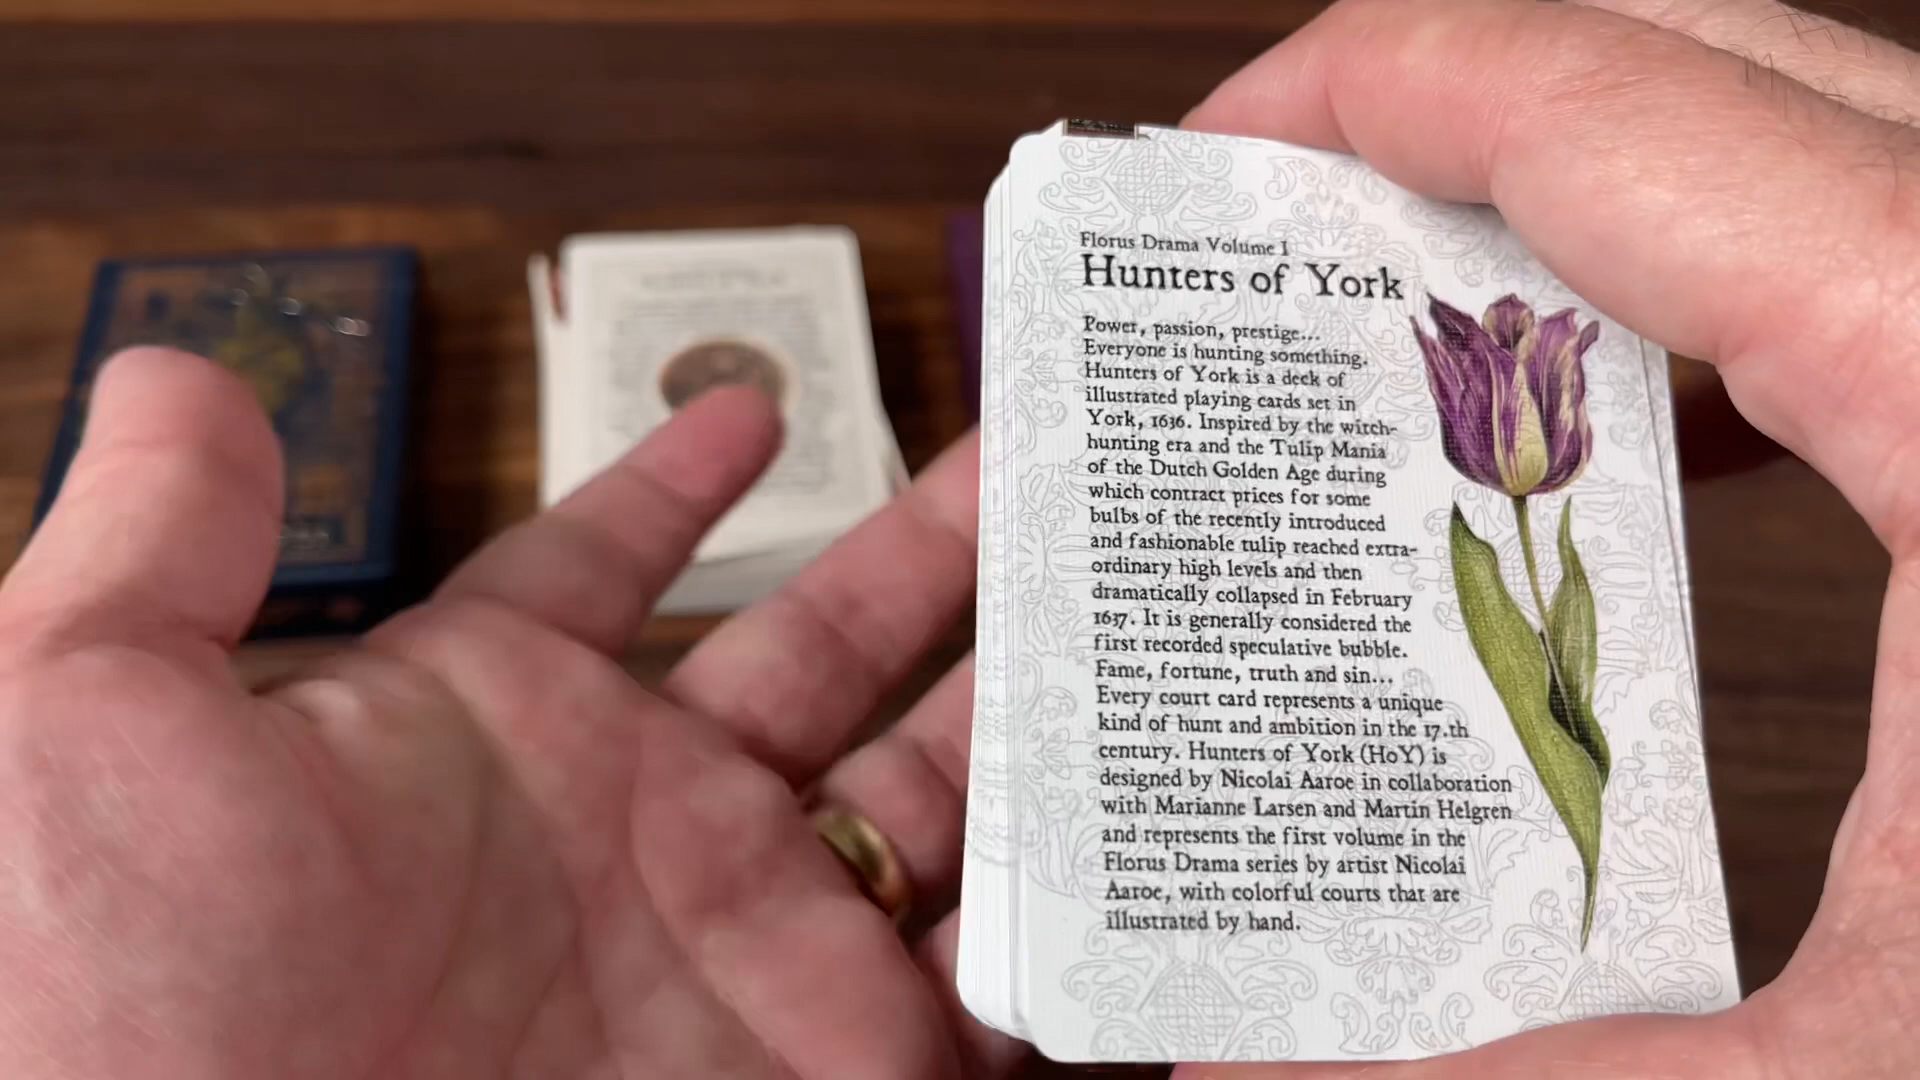 Florus Drama Volume I
Hunters of York
Power, passion, prestige...
Everyone is hunting something.
Hunters of York is a deck of
illustrated playing cards set in
York, 1636. Inspired by the witch-
hunting era and the Tulip Mania
of the Dutch Golden Age during
which contract prices for some
bulbs of the recently introduced
and fashionable tulip reached extra-
ordinary high levels and then
dramatically collapsed in February
1637. It is generally considered the
first recorded speculative bubble.
Fame, fortune, truth and sin...
Every court card represents a unique
kind of hunt and ambition in the 17.th
century. Hunters of York (HoY) is
designed by Nicolai Aaroe in collaboration
with Marianne Larsen and Martin Helgren
and represents the first volume in the
Florus Drama series by artist Nicolai
Aaroe, with colorful courts that are
illustrated by hand.